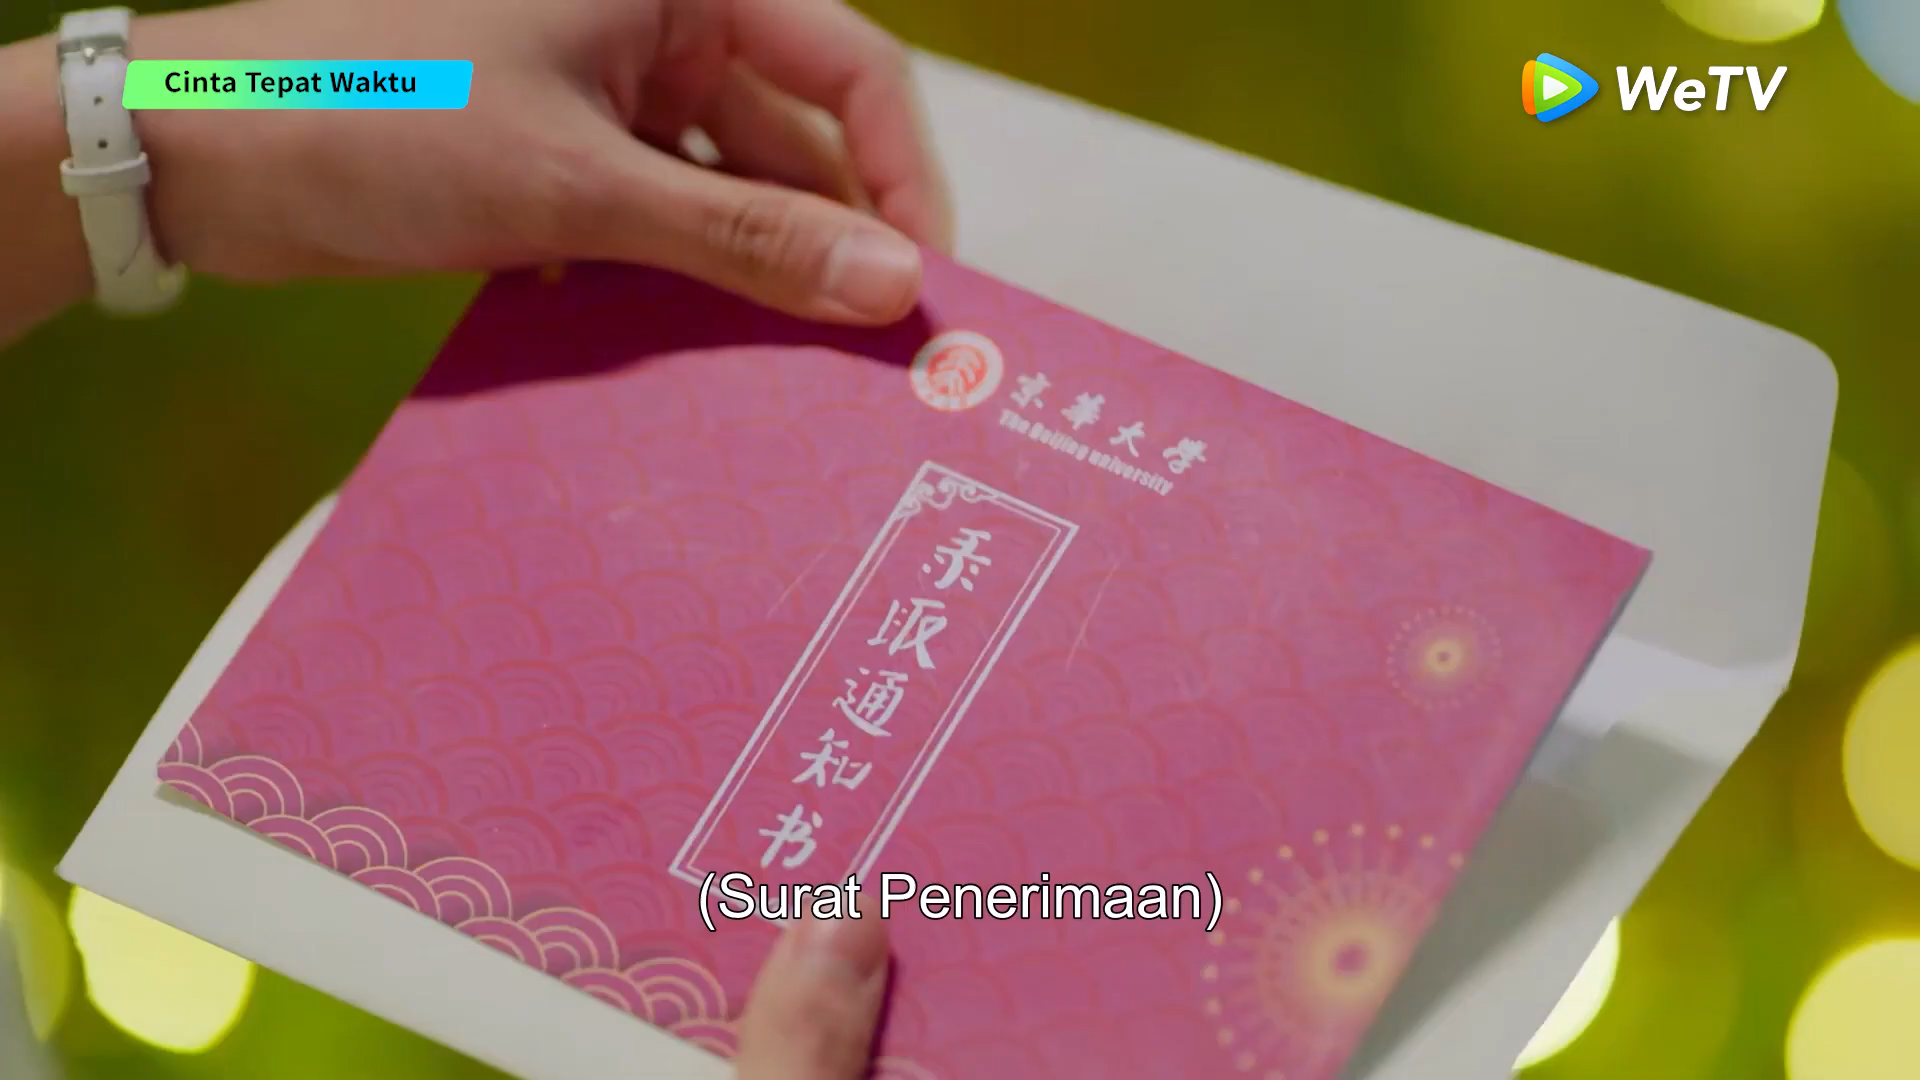 Cinta Tepat Waktu
WeTV
京華大學
The Beijing university
录取通知书
(Surat Penerimaan)